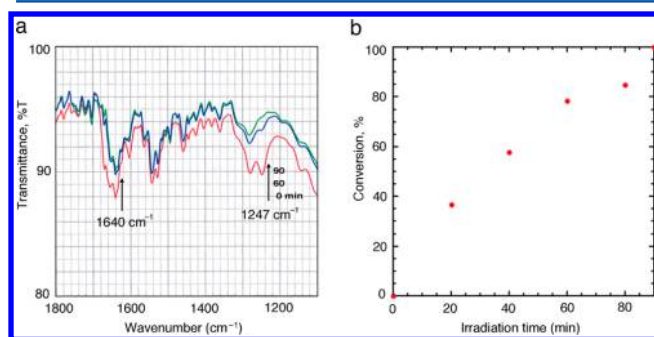 a
100
90
80
Transmittance, %T
1640 cm⁻¹
1247 cm⁻¹
90
60
0 min
1800
1600
1400
1200
Wavenumber (cm⁻¹)
b
100
80
60
40
20
0
Conversion, %
0
20
40
60
80
Irradiation time (min)